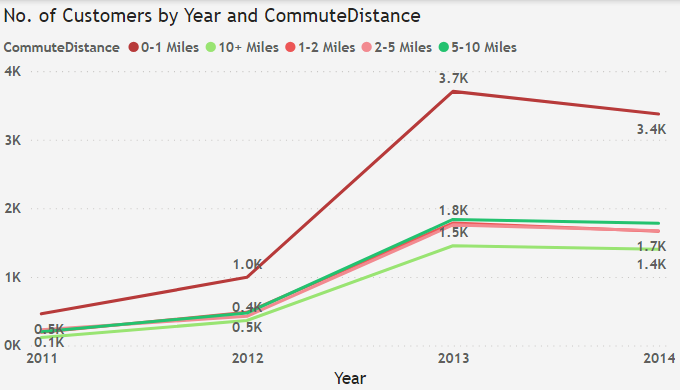 No. of Customers by Year and CommuteDistance
CommuteDistance 0-1 Miles 10+ Miles 1-2 Miles 2-5 Miles 5-10 Miles
4K
3K
2K
1K
0K
3.7K
3.4K
1.8K
1.5K
1.7K
1.4K
1.0K
0.4K
0.5K
0.5K
0.1K
2011 2012 2013 2014
Year